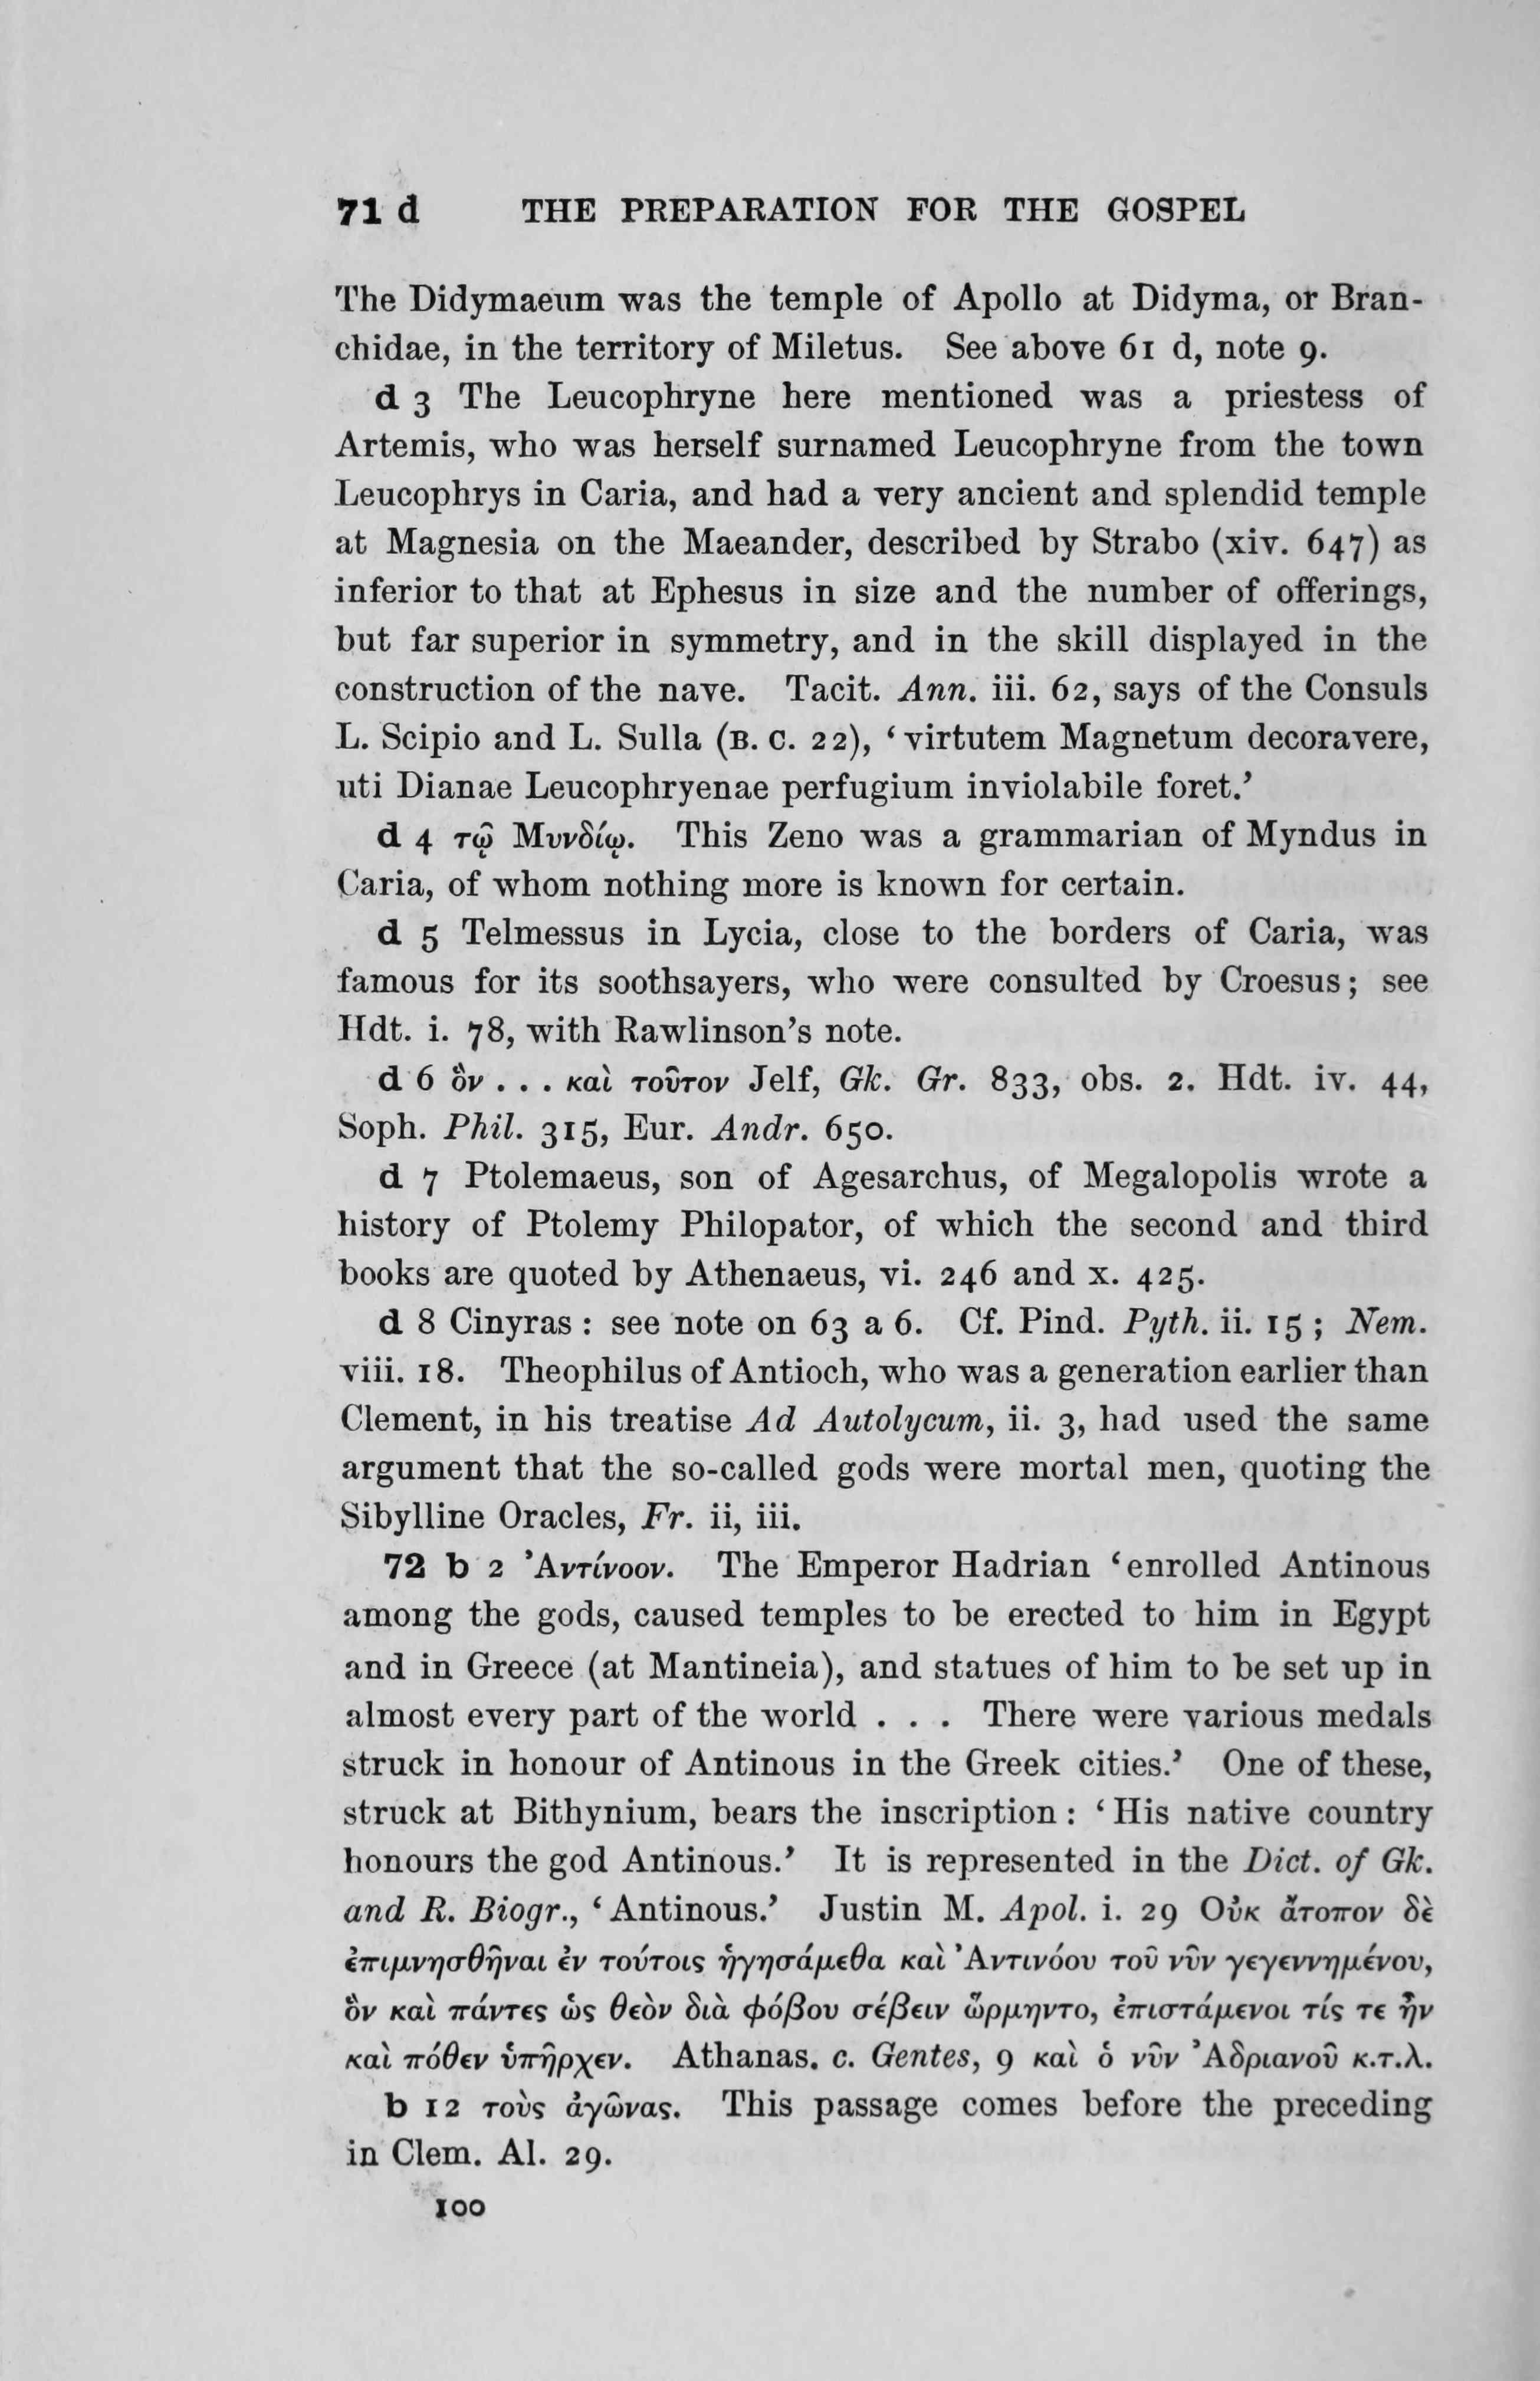 71 d THE PREPARATION FOR THE GOSPEL
The Didymaeum was the temple of Apollo at Didyma, or Bran-
chidae, in the territory of Miletus. See above 61 d, note 9.
d 3 The Leucophryne here mentioned was a priestess of
Artemis, who was herself surnamed Leucophryne from the town
Leucophrys in Caria, and had a very ancient and splendid temple
at Magnesia on the Maeander, described by Strabo (xiv. 647) as
inferior to that at Ephesus in size and the number of offerings,
but far superior in symmetry, and in the skill displayed in the
construction of the nave. Tacit. Ann. iii. 62, says of the Consuls
L. Scipio and L. Sulla (B. C. 22), ‘virtutem Magnetum decoravere,
uti Dianae Leucophryenae perfugium inviolabile foret.’
d 4 τῷ Μυνδίῳ. This Zeno was a grammarian of Myndus in
Caria, of whom nothing more is known for certain.
d 5 Telmessus in Lycia, close to the borders of Caria, was
famous for its soothsayers, who were consulted by Croesus; see
Hdt. i. 78, with Rawlinson’s note.
d 6 ὃν . . . καὶ τοῦτον Jelf, Gk. Gr. 833, obs. 2. Hdt. iv. 44,
Soph. Phil. 315, Eur. Andr. 650.
d 7 Ptolemaeus, son of Agesarchus, of Megalopolis wrote a
history of Ptolemy Philopator, of which the second and third
books are quoted by Athenaeus, vi. 246 and x. 425.
d 8 Cinyras : see note on 63 a 6. Cf. Pind. Pyth. ii. 15 ; Nem.
viii. 18. Theophilus of Antioch, who was a generation earlier than
Clement, in his treatise Ad Autolycum, ii. 3, had used the same
argument that the so-called gods were mortal men, quoting the
Sibylline Oracles, Fr. ii, iii.
72 b 2 Ἀντίνοον. The Emperor Hadrian ‘enrolled Antinous
among the gods, caused temples to be erected to him in Egypt
and in Greece (at Mantineia), and statues of him to be set up in
almost every part of the world . . . There were various medals
struck in honour of Antinous in the Greek cities.’ One of these,
struck at Bithynium, bears the inscription : ‘His native country
honours the god Antinous.’ It is represented in the Dict. of Gk.
and R. Biogr., ‘Antinous.’ Justin M. Apol. i. 29 Οὐκ ἄτοπον δὲ
ἐπιμνησθῆναι ἐν τούτοις ἡγησάμεθα καὶ Ἀντινόου τοῦ νῦν γεγεννημένου,
ὃν καὶ πάντες ὡς θεὸν διὰ φόβου σέβειν ὥρμηντο, ἐπιστάμενοι τίς τε ἦν
καὶ πόθεν ὑπῆρχεν. Athanas. c. Gentes, 9 καὶ ὁ νῦν Ἀδριανοῦ κ.τ.λ.
b 12 τοὺς ἀγῶνας. This passage comes before the preceding
in Clem. Al. 29.
100